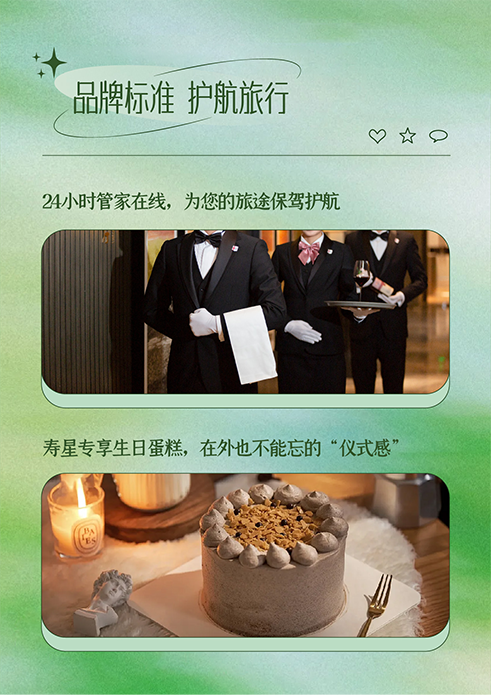 品牌标准 护航旅行
24小时管家在线，为您的旅途保驾护航
寿星专享生日蛋糕，在外也不能忘的“仪式感”